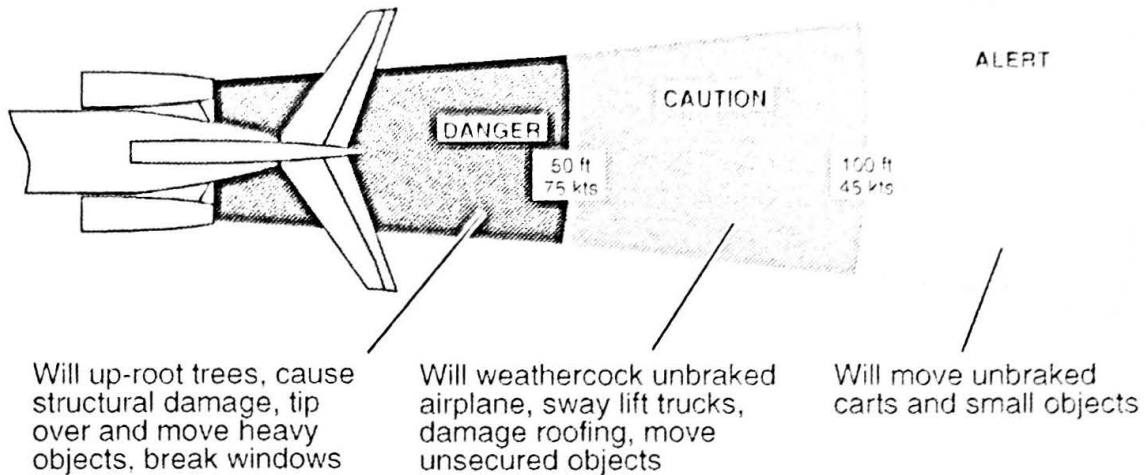 ALERT
CAUTION
DANGER
50 ft
75 kts
100 ft
45 kts
Will up-root trees, cause
structural damage, tip
over and move heavy
objects, break windows
Will weathercock unbraked
airplane, sway lift trucks,
damage roofing, move
unsecured objects
Will move unbraked
carts and small objects